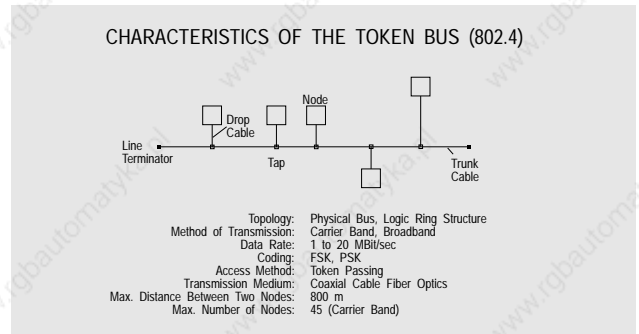 CHARACTERISTICS OF THE TOKEN BUS (802.4)
Node
Drop
Cable
Line
Terminator
Tap
Trunk
Cable
Topology: Physical Bus, Logic Ring Structure
Method of Transmission: Carrier Band, Broadband
Data Rate: 1 to 20 MBit/sec
Coding: FSK, PSK
Access Method: Token Passing
Transmission Medium: Coaxial Cable Fiber Optics
Max. Distance Between Two Nodes: 800 m
Max. Number of Nodes: 45 (Carrier Band)
www.rgbautomatyka.pl